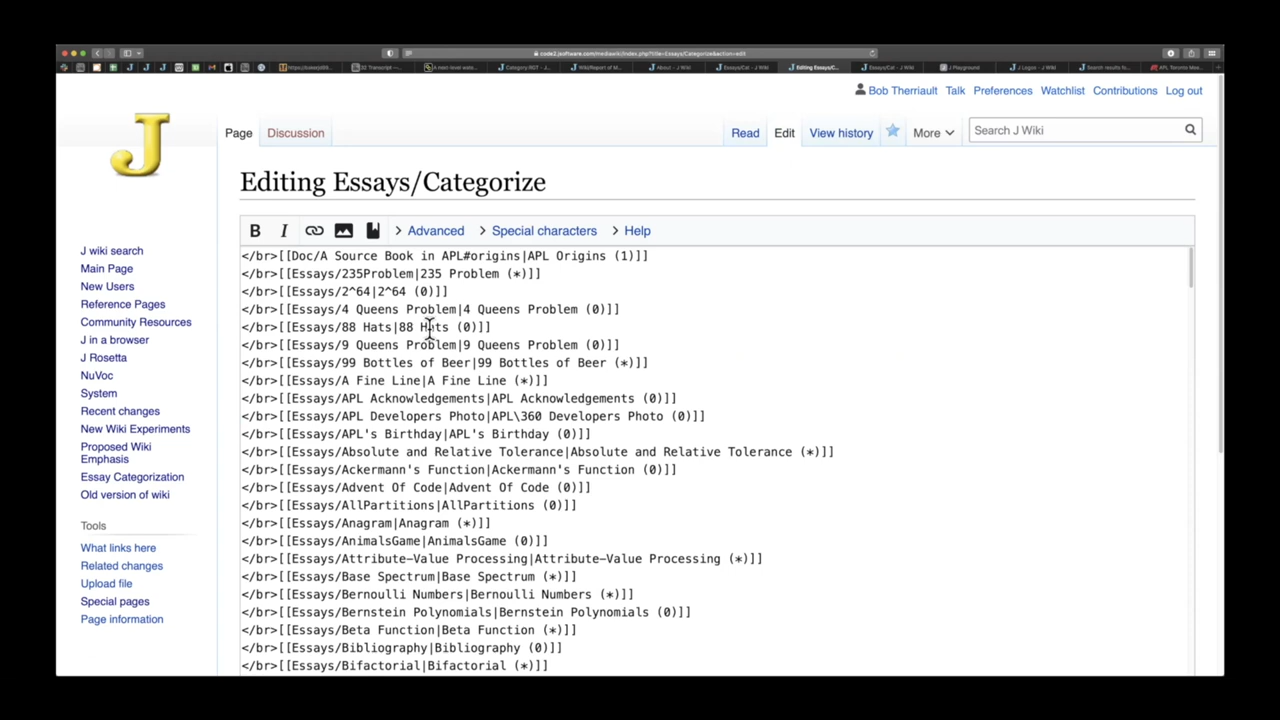 code2.jsoftware.com/mediawiki/index.php?title=Essays/Categorize&action=edit
Bob Therriault Talk Preferences Watchlist Contributions Log out
Page Discussion Read Edit View history More Search J Wiki
J
Editing Essays/Categorize
B I Advanced Special characters Help
J wiki search
Main Page
New Users
Reference Pages
Community Resources
J in a browser
J Rosetta
NuVoc
System
Recent changes
New Wiki Experiments
Proposed Wiki
Emphasis
Essay Categorization
Old version of wiki
Tools
What links here
Related changes
Upload file
Special pages
Page information
</br>[[Doc/A Source Book in APL#origins|APL Origins (1)]]
</br>[[Essays/235Problem|235 Problem (*)]]
</br>[[Essays/2^64|2^64 (0)]]
</br>[[Essays/4 Queens Problem|4 Queens Problem (0)]]
</br>[[Essays/88 Hats|88 Hats (0)]]
</br>[[Essays/9 Queens Problem|9 Queens Problem (0)]]
</br>[[Essays/99 Bottles of Beer|99 Bottles of Beer (*)]]
</br>[[Essays/A Fine Line|A Fine Line (*)]]
</br>[[Essays/APL Acknowledgements|APL Acknowledgements (0)]]
</br>[[Essays/APL Developers Photo|APL\360 Developers Photo (0)]]
</br>[[Essays/APL's Birthday|APL's Birthday (0)]]
</br>[[Essays/Absolute and Relative Tolerance|Absolute and Relative Tolerance (*)]]
</br>[[Essays/Ackermann's Function|Ackermann's Function (0)]]
</br>[[Essays/Advent Of Code|Advent Of Code (0)]]
</br>[[Essays/AllPartitions|AllPartitions (0)]]
</br>[[Essays/Anagram|Anagram (*)]]
</br>[[Essays/AnimalsGame|AnimalsGame (0)]]
</br>[[Essays/Attribute-Value Processing|Attribute-Value Processing (*)]]
</br>[[Essays/Base Spectrum|Base Spectrum (*)]]
</br>[[Essays/Bernoulli Numbers|Bernoulli Numbers (*)]]
</br>[[Essays/Bernstein Polynomials|Bernstein Polynomials (0)]]
</br>[[Essays/Beta Function|Beta Function (*)]]
</br>[[Essays/Bibliography|Bibliography (0)]]
</br>[[Essays/Bifactorial|Bifactorial (*)]]